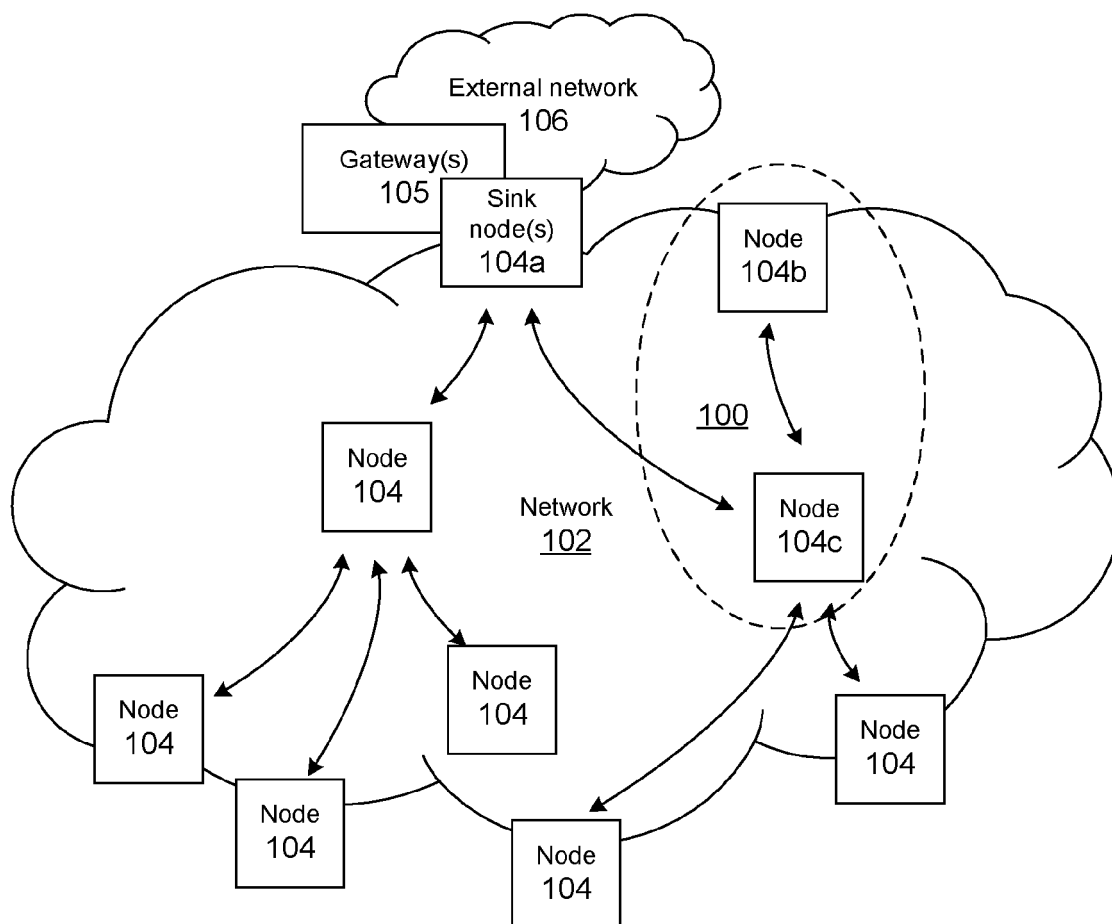 External network
106
Gateway(s)
105
Sink
node(s)
104a
Node
104b
100
Node
104
Network
102
Node
104c
Node
104
Node
104
Node
104
Node
104
Node
104